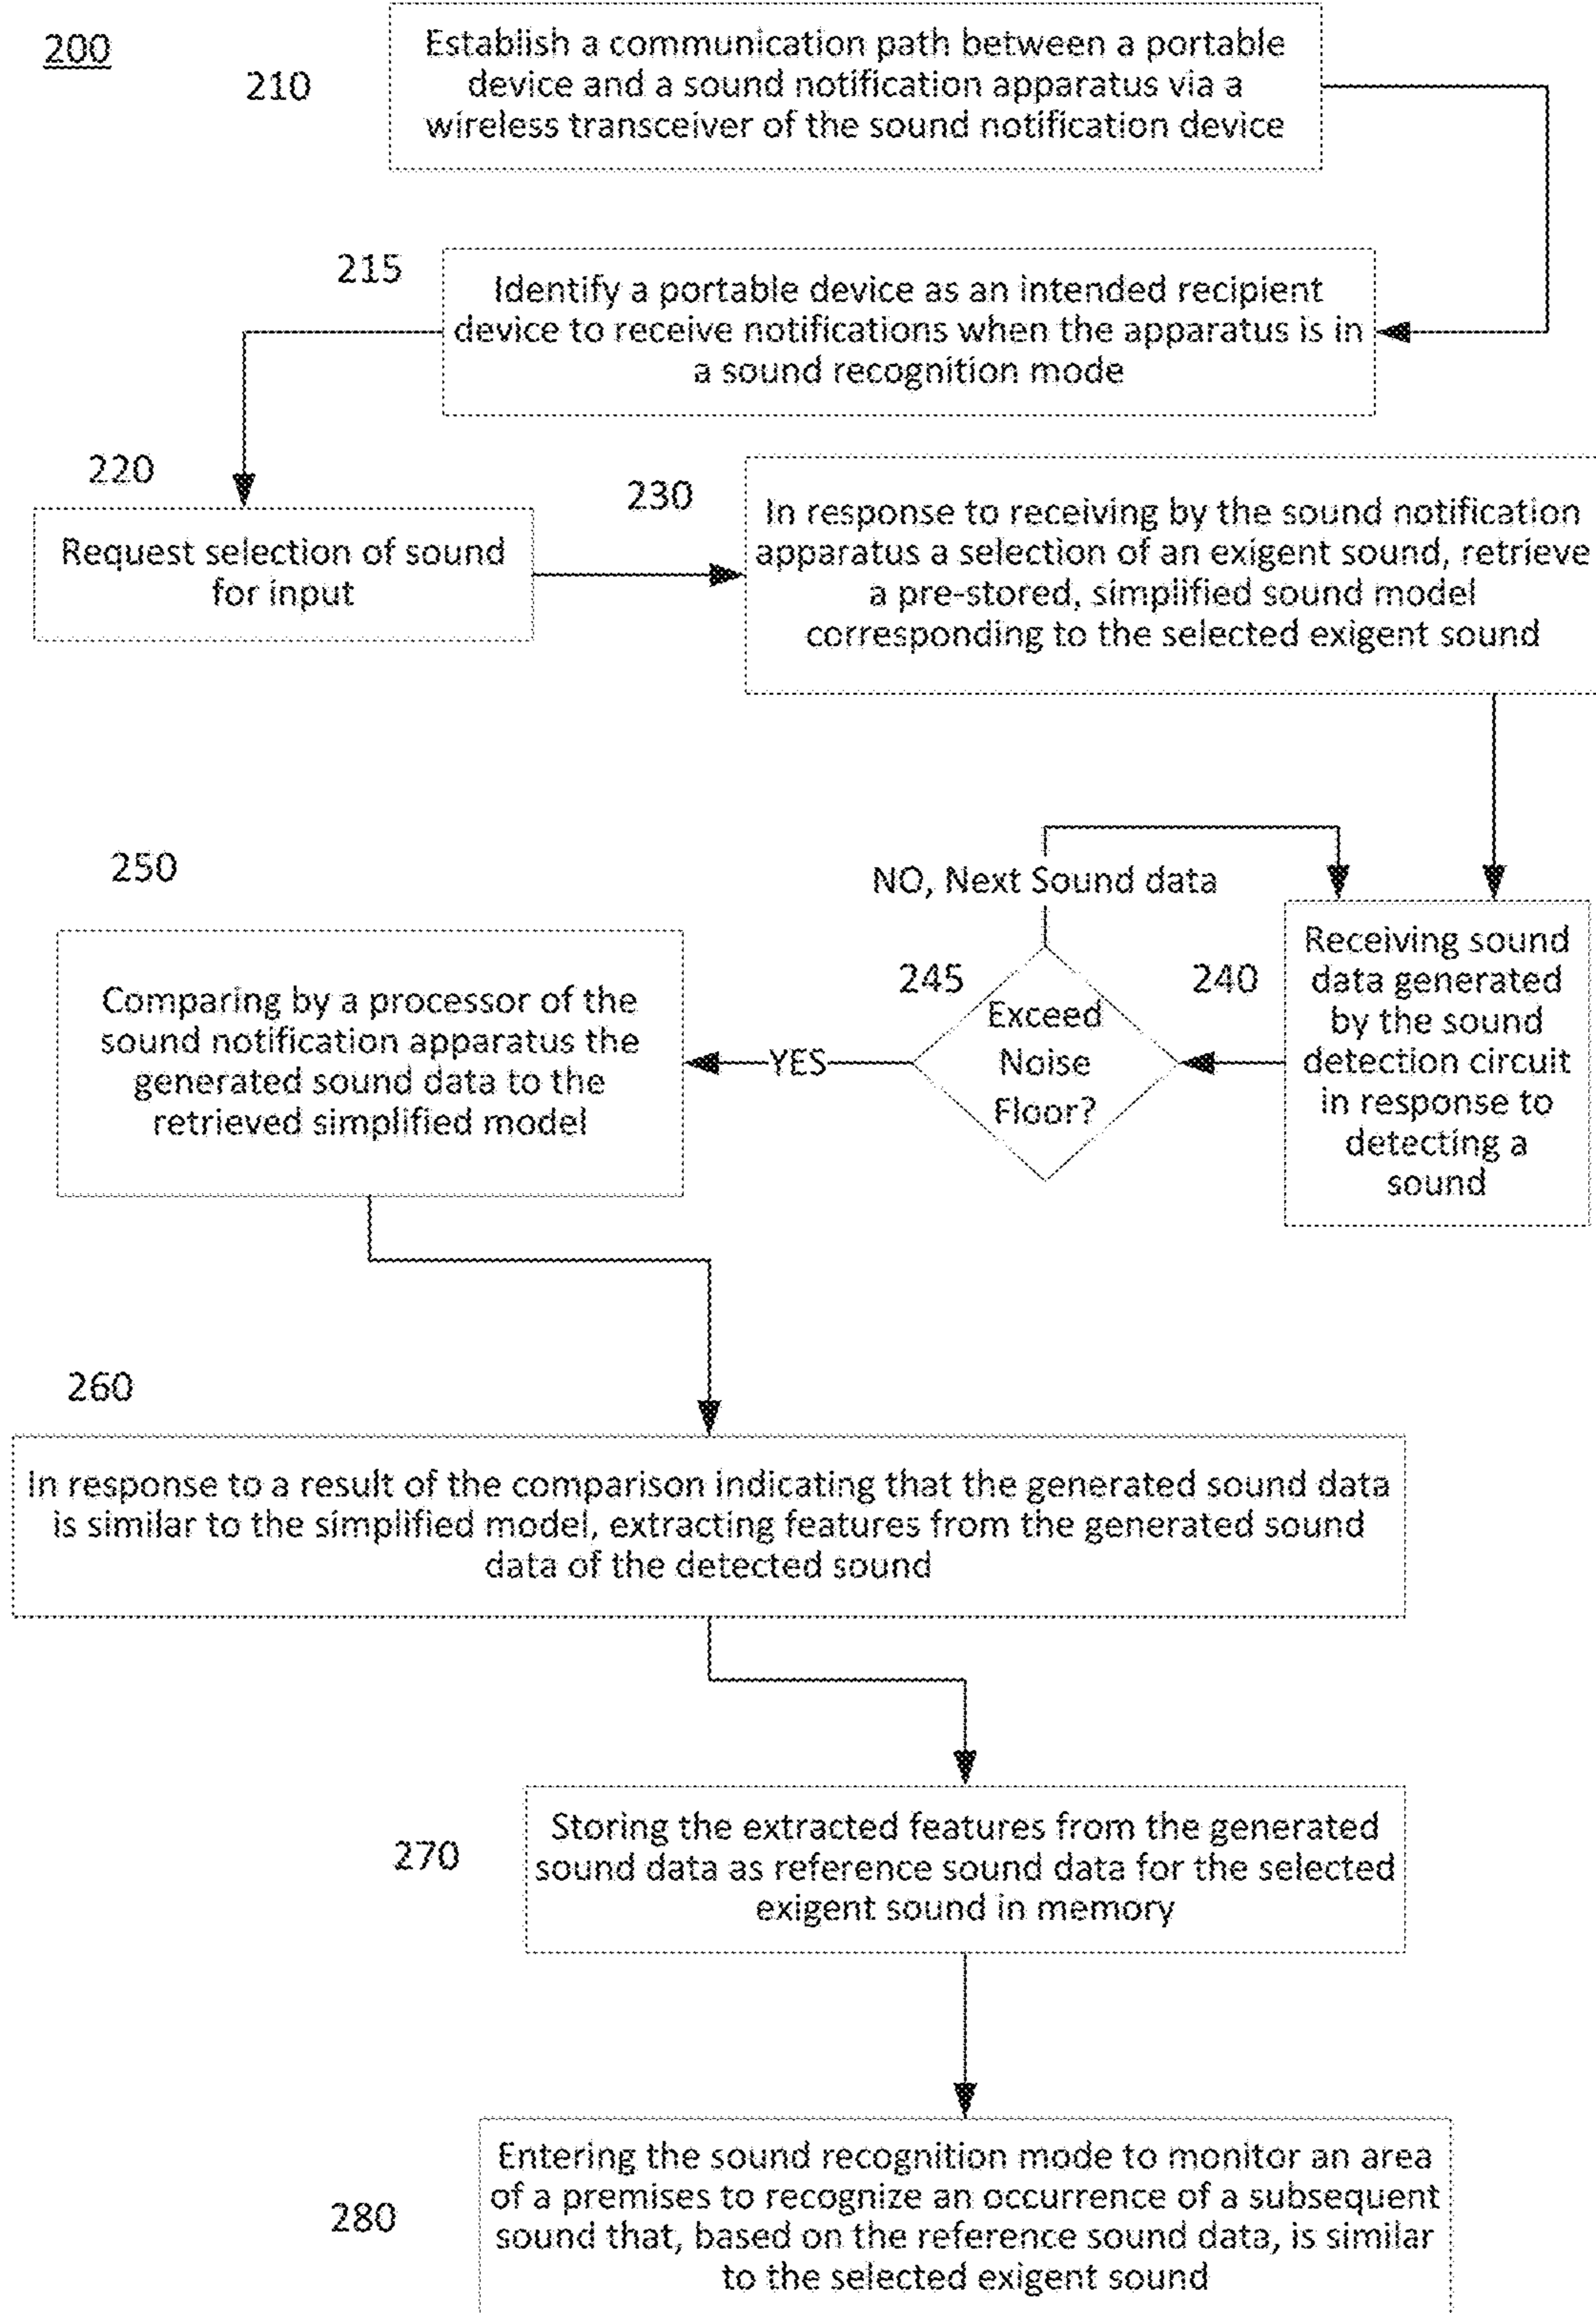 200
210
Establish a communication path between a portable
device and a sound notification apparatus via a
wireless transceiver of the sound notification device
215
Identify a portable device as an intended recipient
device to receive notifications when the apparatus is in
a sound recognition mode
220
Request selection of sound
for input
230
In response to receiving by the sound notification
apparatus a selection of an exigent sound, retrieve
a pre-stored, simplified sound model
corresponding to the selected exigent sound
240
Receiving sound
data generated
by the sound
detection circuit
in response to
detecting a
sound
245
Exceed
Noise
Floor?
NO, Next Sound data
YES
250
Comparing by a processor of the
sound notification apparatus the
generated sound data to the
retrieved simplified model
260
In response to a result of the comparison indicating that the generated sound data
is similar to the simplified model, extracting features from the generated sound
data of the detected sound
270
Storing the extracted features from the generated
sound data as reference sound data for the selected
exigent sound in memory
280
Entering the sound recognition mode to monitor an area
of a premises to recognize an occurrence of a subsequent
sound that, based on the reference sound data, is similar
to the selected exigent sound